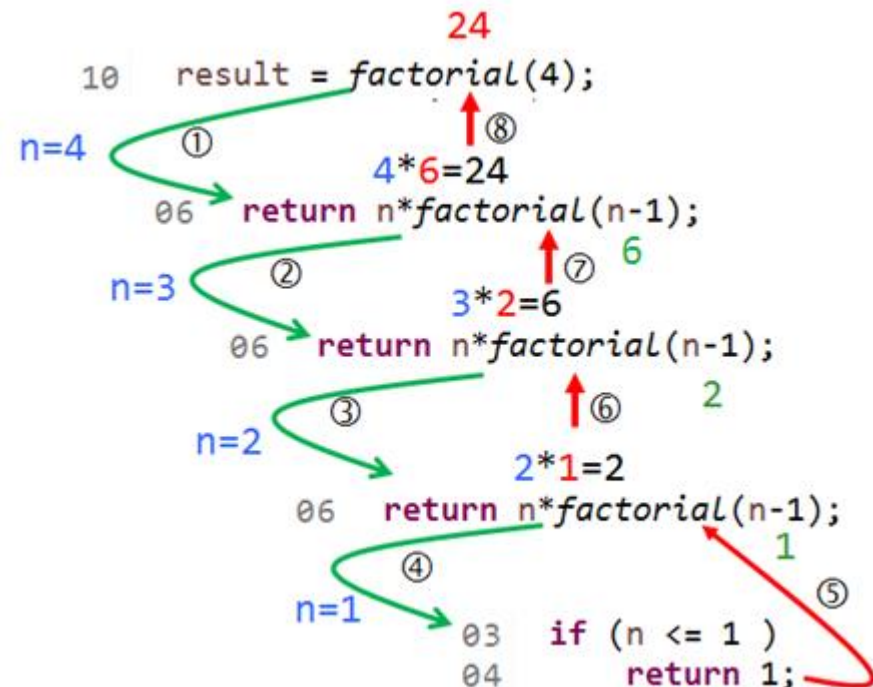 24
10 result = factorial(4);
n=4 ① ⑧
4*6=24
06 return n*factorial(n-1);
n=3 ② ⑦ 6
3*2=6
06 return n*factorial(n-1);
n=2 ③ ⑥ 2
2*1=2
06 return n*factorial(n-1);
④ 1
n=1 ⑤
03 if (n <= 1 )
04 return 1;